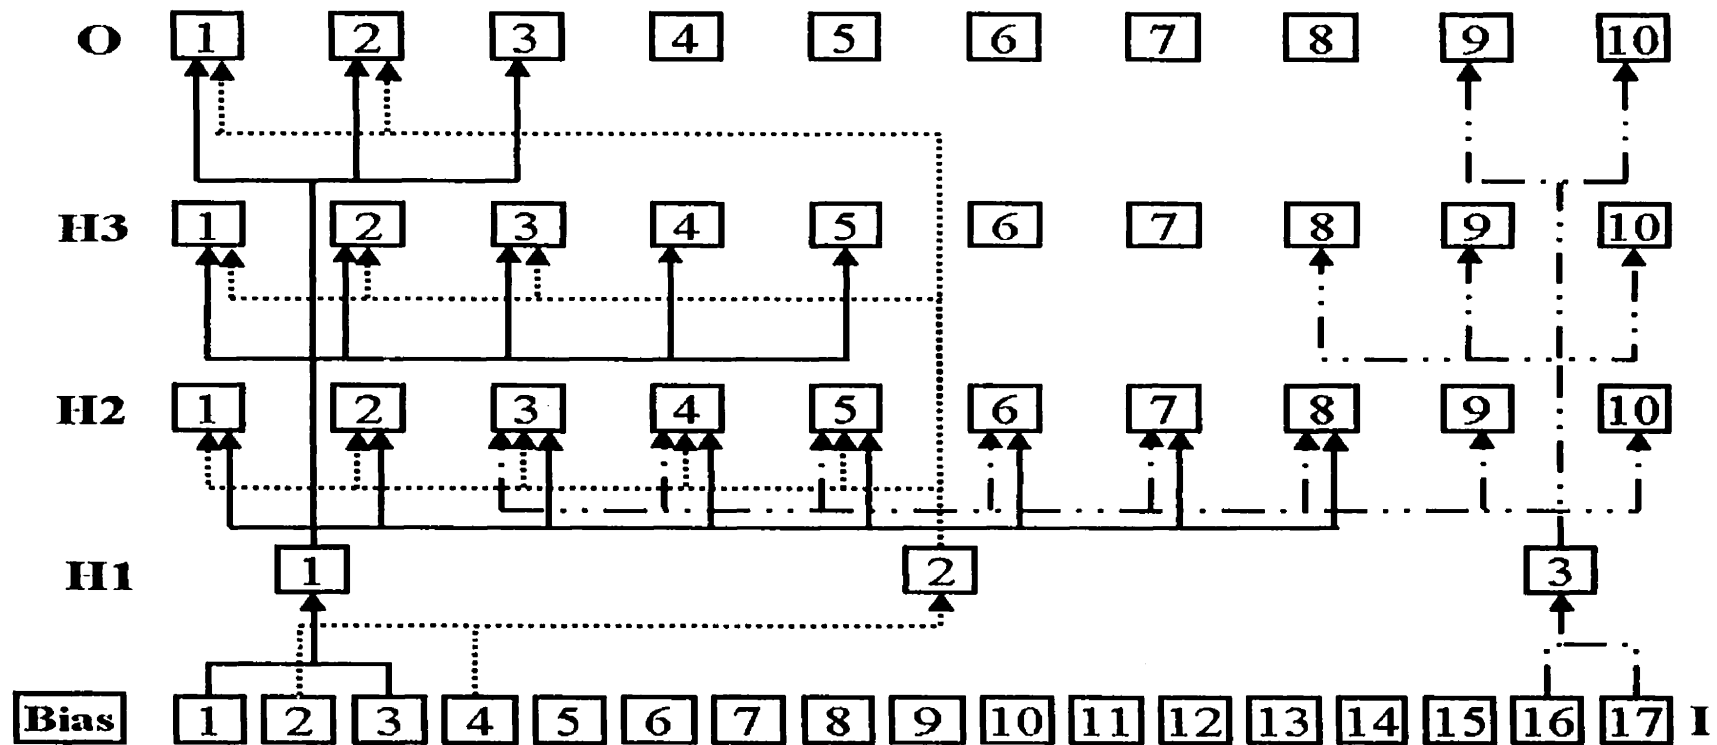 O 1 2 3 4 5 6 7 8 9 10
H3 1 2 3 4 5 6 7 8 9 10
H2 1 2 3 4 5 6 7 8 9 10
H1 1 2 3
Bias 1 2 3 4 5 6 7 8 9 10 11 12 13 14 15 16 17 I